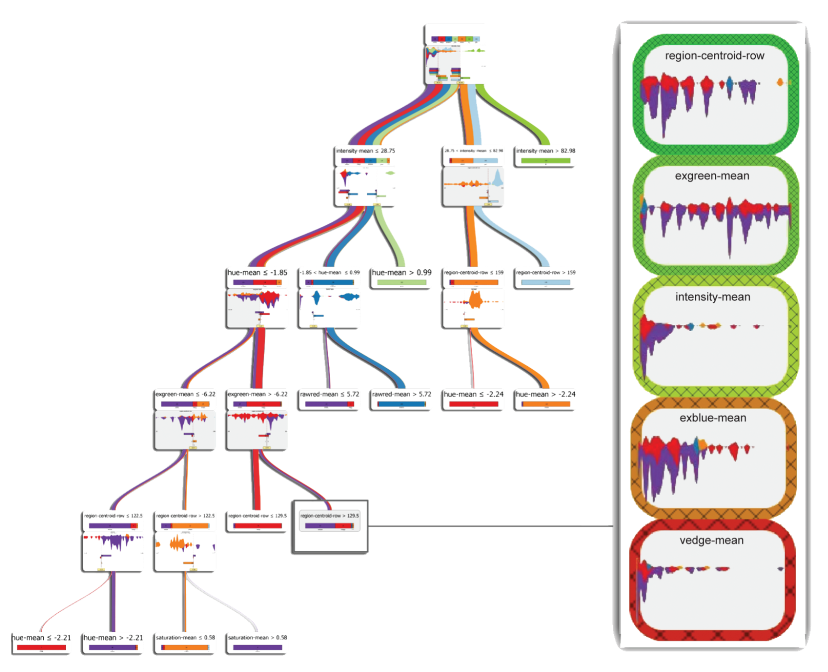 region-centroid-row
exgreen-mean
intensity-mean
exblue-mean
vedge-mean
intensity-mean ≤ 28.75
28.75 < intensity-mean ≤ 82.98
intensity-mean > 82.98
hue-mean ≤ -1.85
-1.85 < hue-mean ≤ 0.99
hue-mean > 0.99
region-centroid-row ≤ 159
region-centroid-row > 159
exgreen-mean ≤ -6.22
exgreen-mean > -6.22
rawred-mean ≤ 5.72
rawred-mean > 5.72
hue-mean ≤ -2.24
hue-mean > -2.24
region-centroid-row ≤ 122.5
region-centroid-row > 122.5
region-centroid-row ≤ 129.5
region-centroid-row > 129.5
hue-mean ≤ -2.21
hue-mean > -2.21
saturation-mean ≤ 0.58
saturation-mean > 0.58